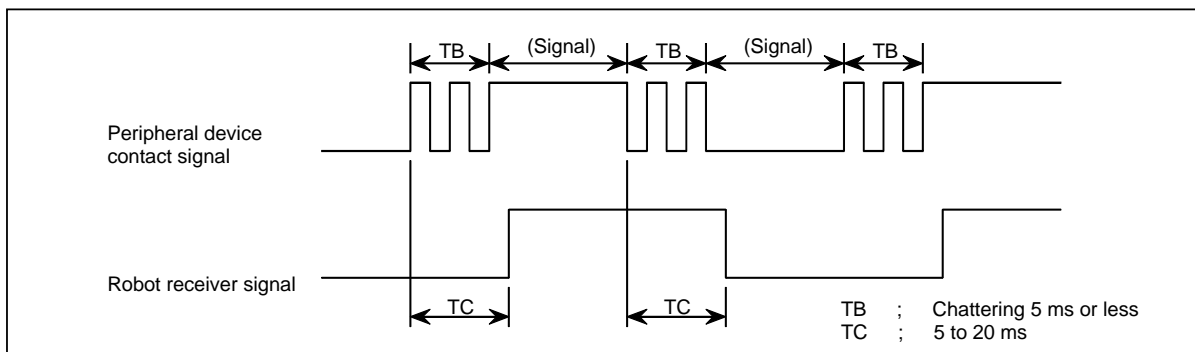 TB (Signal) TB (Signal) TB
Peripheral device
contact signal
Robot receiver signal
TC TC
TB ; Chattering 5 ms or less
TC ; 5 to 20 ms